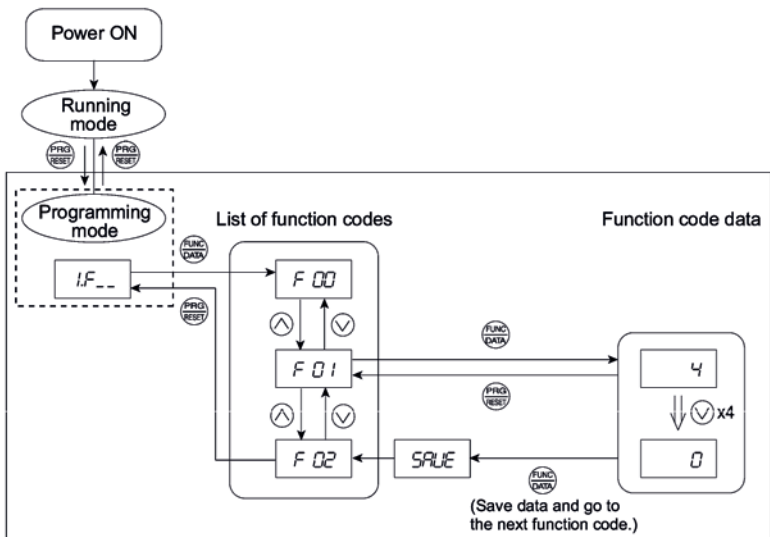 Power ON
Running
mode
PRG
RESET
PRG
RESET
Programming
mode
List of function codes
Function code data
FUNC
DATA
1.F__
F 00
PRG
RESET
FUNC
DATA
F 01
4
PRG
RESET
x4
F 02
SAVE
0
FUNC
DATA
(Save data and go to
the next function code.)